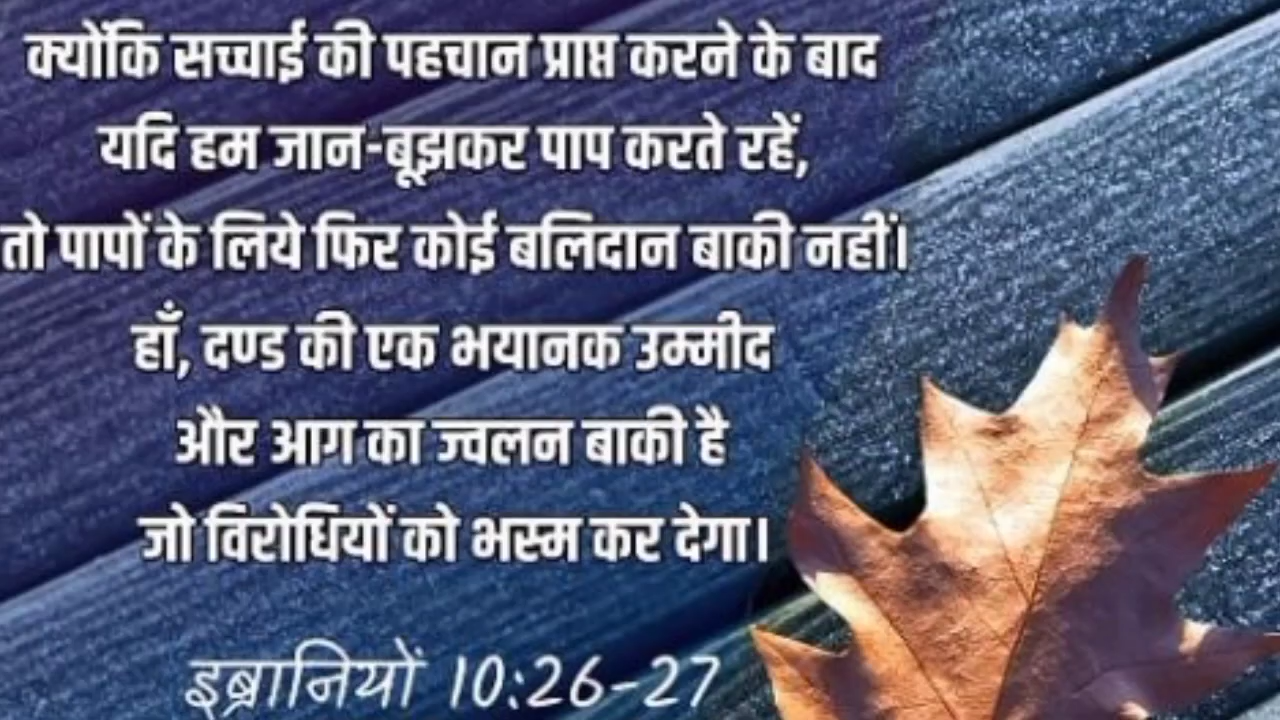 क्योंकि सच्चाई की पहचान प्राप्त करने के बाद
यदि हम जान-बूझकर पाप करते रहें,
तो पापों के लिये फिर कोई बलिदान बाकी नहीं।
हाँ, दण्ड की एक भयानक उम्मीद
और आग का ज्वलन बाकी है
जो विरोधियों को भस्म कर देगा।
इब्रानियों 10:26-27